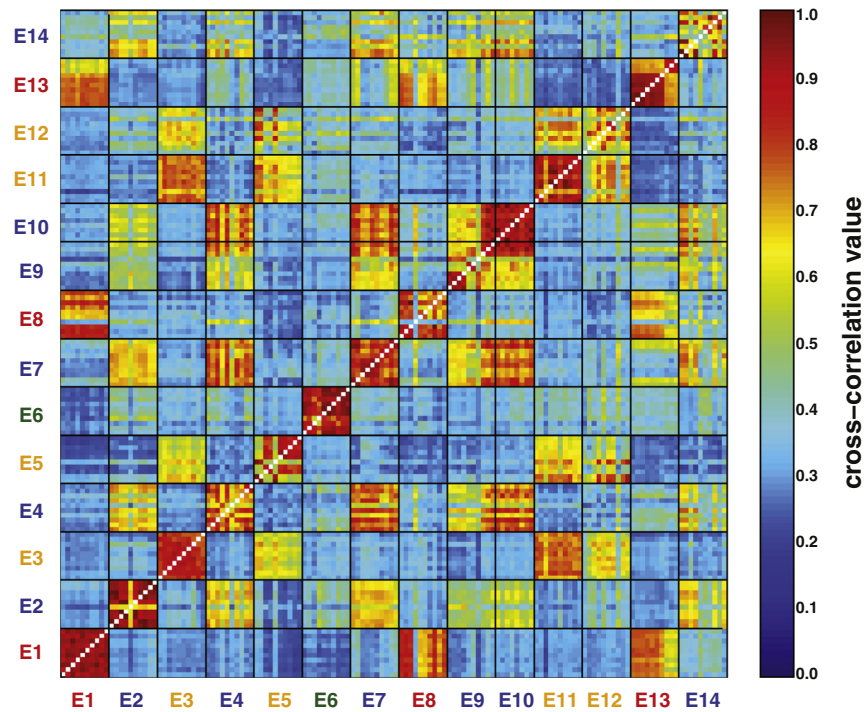 E14
E13
E12
E11
E10
E9
E8
E7
E6
E5
E4
E3
E2
E1
E1 E2 E3 E4 E5 E6 E7 E8 E9 E10 E11 E12 E13 E14
1.0
0.9
0.8
0.7
0.6
0.5
0.4
0.3
0.2
0.1
0.0
cross–correlation value